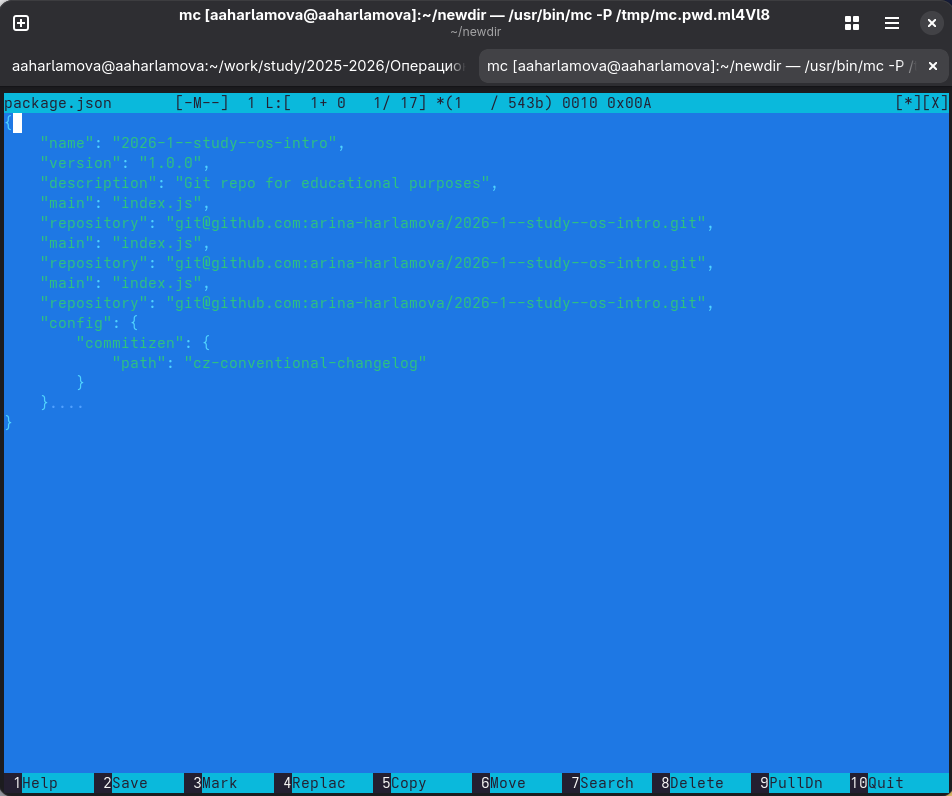 mc [aaharlamova@aaharlamova]:~/newdir — /usr/bin/mc -P /tmp/mc.pwd.ml4Vl8
~/newdir
aaharlamova@aaharlamova:~/work/study/2025-2026/Операцио
mc [aaharlamova@aaharlamova]:~/newdir — /usr/bin/mc -P /
package.json       [-M--]  1 L:[  1+ 0   1/ 17] *(1   / 543b) 0010 0x00A                           [*][X]
{
    "name": "2026-1--study--os-intro",
    "version": "1.0.0",
    "description": "Git repo for educational purposes",
    "main": "index.js",
    "repository": "git@github.com:arina-harlamova/2026-1--study--os-intro.git",
    "main": "index.js",
    "repository": "git@github.com:arina-harlamova/2026-1--study--os-intro.git",
    "main": "index.js",
    "repository": "git@github.com:arina-harlamova/2026-1--study--os-intro.git",
    "config": {
        "commitizen": {
            "path": "cz-conventional-changelog"
        }
    }....
}
1Help 2Save 3Mark 4Replac 5Copy 6Move 7Search 8Delete 9PullDn 10Quit